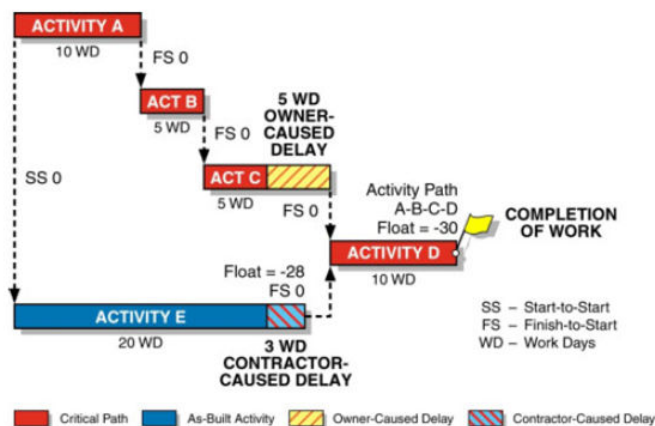 ACTIVITY A
10 WD
FS 0
ACT B
5 WD
FS 0
5 WD
OWNER-
CAUSED
DELAY
SS 0
ACT C
5 WD
FS 0
Activity Path
A-B-C-D
Float = -30
COMPLETION
OF WORK
ACTIVITY D
10 WD
Float = -28
FS 0
ACTIVITY E
20 WD
3 WD
CONTRACTOR-
CAUSED DELAY
SS – Start-to-Start
FS – Finish-to-Start
WD – Work Days
Critical Path
As-Built Activity
Owner-Caused Delay
Contractor-Caused Delay